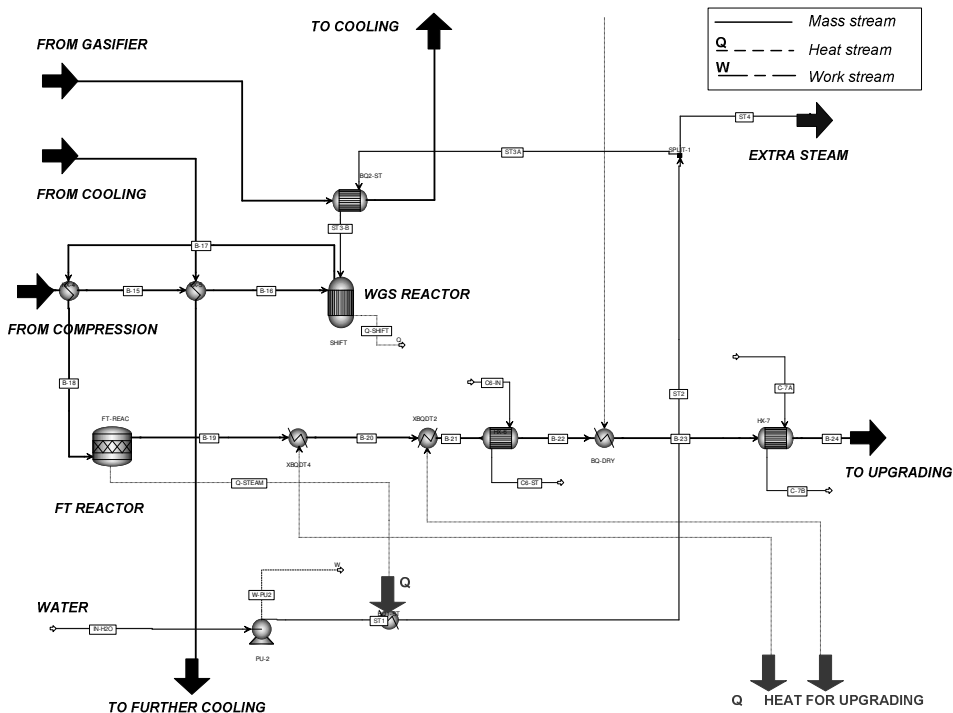 TO COOLING
Mass stream
FROM GASIFIER
Q
Heat stream
W
Work stream
ST4
ST3A
SPLIT-1
EXTRA STEAM
BQ2-ST
FROM COOLING
ST3-B
B-17
B-15
B-16
WGS REACTOR
FROM COMPRESSION
Q-SHIFT
SHIFT
Q
B-18
C6-IN
C-7A
ST2
FT-REAC
XBQDT2
HX-7
B-19
B-20
B-21
B-22
B-23
B-24
XBQDT4
BQ-DRY
TO UPGRADING
Q-STEAM
C6-ST
C-7B
FT REACTOR
W
Q
W-PU2
WATER
ST1
IN-H2O
PU-2
Q
HEAT FOR UPGRADING
TO FURTHER COOLING